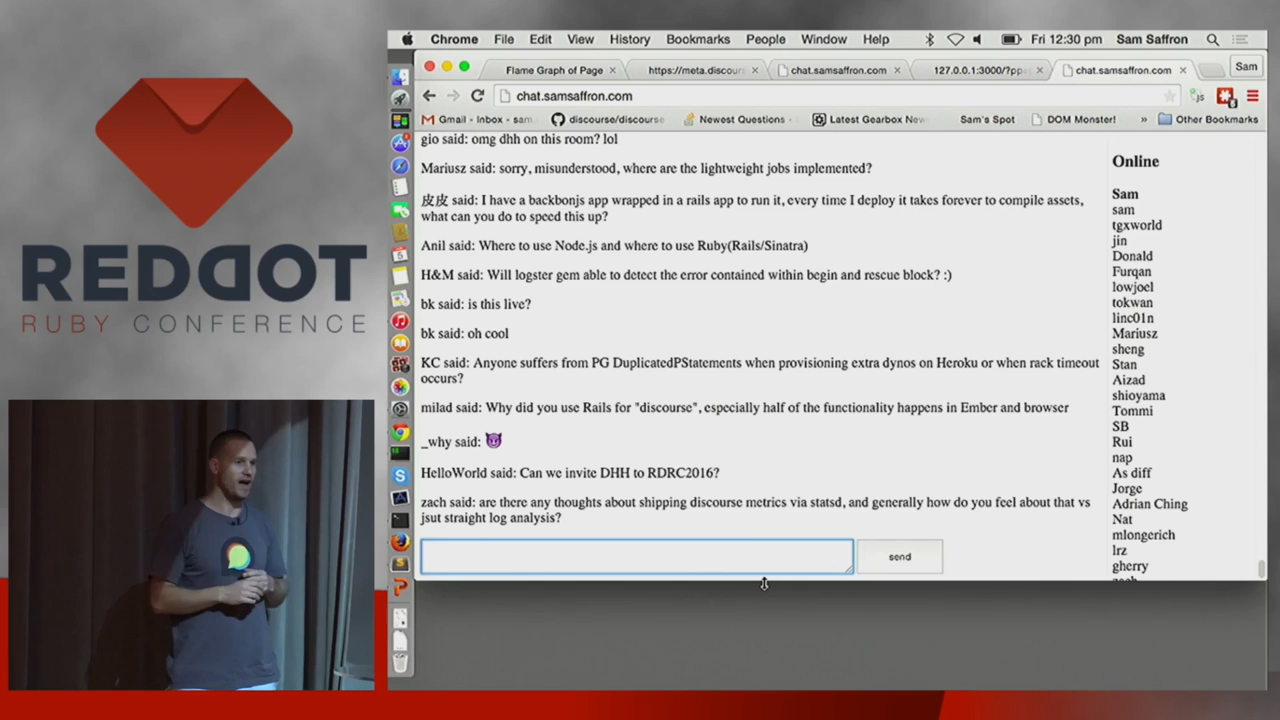 REDDOT
RUBY CONFERENCE
Chrome File Edit View History Bookmarks People Window Help Fri 12:30 pm Sam Saffron
Flame Graph of Page
https://meta.discour
chat.samsaffron.com
127.0.0.1:3000/?pp=
chat.samsaffron.com
Sam
chat.samsaffron.com
Gmail - Inbox - sam
discourse/discourse
Newest Questions -
Latest Gearbox New
Sam's Spot
DOM Monster!
»
Other Bookmarks
gio said: omg dhh on this room? lol
Mariusz said: sorry, misunderstood, where are the lightweight jobs implemented?
皮皮 said: I have a backbonjs app wrapped in a rails app to run it, every time I deploy it takes forever to compile assets,
what can you do to speed this up?
Anil said: Where to use Node.js and where to use Ruby(Rails/Sinatra)
H&M said: Will logster gem able to detect the error contained within begin and rescue block? :)
bk said: is this live?
bk said: oh cool
KC said: Anyone suffers from PG DuplicatedPStatements when provisioning extra dynos on Heroku or when rack timeout
occurs?
milad said: Why did you use Rails for "discourse", especially half of the functionality happens in Ember and browser
_why said: 😈
HelloWorld said: Can we invite DHH to RDRC2016?
zach said: are there any thoughts about shipping discourse metrics via statsd, and generally how do you feel about that vs
jsut straight log analysis?
send
Online
Sam
sam
tgxworld
jin
Donald
Furqan
lowjoel
tokwan
linc01n
Mariusz
sheng
Stan
Aizad
shioyama
Tommi
SB
Rui
nap
As diff
Jorge
Adrian Ching
Nat
mlongerich
lrz
gherry
zach